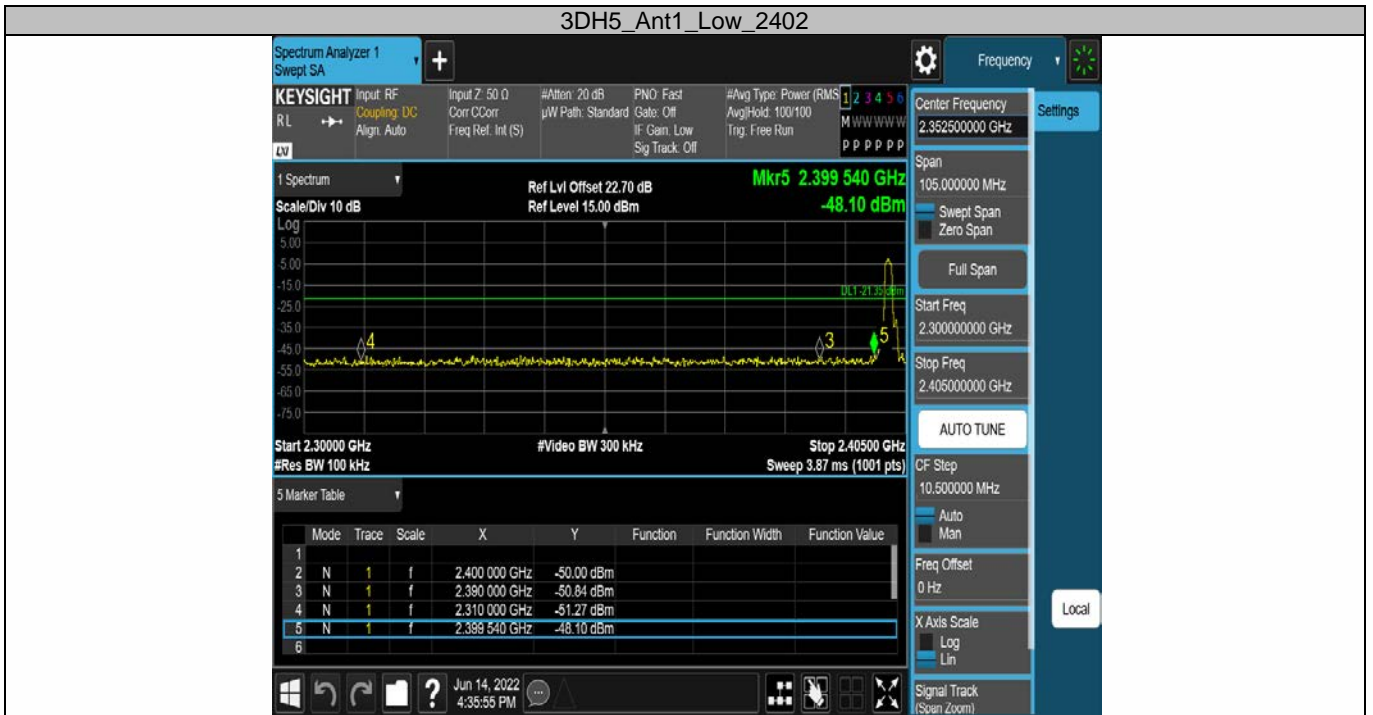 3DH5_Ant1_Low_2402
Spectrum Analyzer 1
Swept SA
+
Frequency
KEYSIGHT
RL
LXI
Input: RF
Coupling: DC
Align: Auto
Input Z: 50 Ω
Corr CCorr
Freq Ref: Int (S)
#Atten: 20 dB
µW Path: Standard
PNO: Fast
Gate: Off
IF Gain: Low
Sig Track: Off
#Avg Type: Power (RMS
Avg|Hold: 100/100
Trig: Free Run
1 2 3 4 5 6
M W W W W W
P P P P P P
1 Spectrum
Scale/Div 10 dB
Ref Lvl Offset 22.70 dB
Ref Level 15.00 dBm
Mkr5 2.399 540 GHz
-48.10 dBm
Log
5.00
-5.00
-15.0
-25.0
-35.0
-45.0
-55.0
-65.0
-75.0
DL1 -21.35 dBm
4
3
5
Start 2.30000 GHz
#Video BW 300 kHz
Stop 2.40500 GHz
#Res BW 100 kHz
Sweep 3.87 ms (1001 pts)
5 Marker Table
Mode Trace Scale X Y Function Function Width Function Value
1
2 N 1 f 2.400 000 GHz -50.00 dBm
3 N 1 f 2.390 000 GHz -50.84 dBm
4 N 1 f 2.310 000 GHz -51.27 dBm
5 N 1 f 2.399 540 GHz -48.10 dBm
6
?
Jun 14, 2022
4:35:55 PM
Center Frequency
2.352500000 GHz
Settings
Span
105.000000 MHz
Swept Span
Zero Span
Full Span
Start Freq
2.300000000 GHz
Stop Freq
2.405000000 GHz
AUTO TUNE
CF Step
10.500000 MHz
Auto
Man
Freq Offset
0 Hz
Local
X Axis Scale
Log
Lin
Signal Track
(Span Zoom)